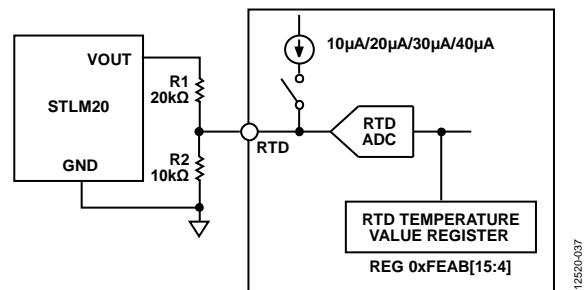 VOUT
STLM20
GND
R1
20kΩ
R2
10kΩ
RTD
10µA/20µA/30µA/40µA
RTD
ADC
RTD TEMPERATURE
VALUE REGISTER
REG 0xFEAB[15:4]
12520-037